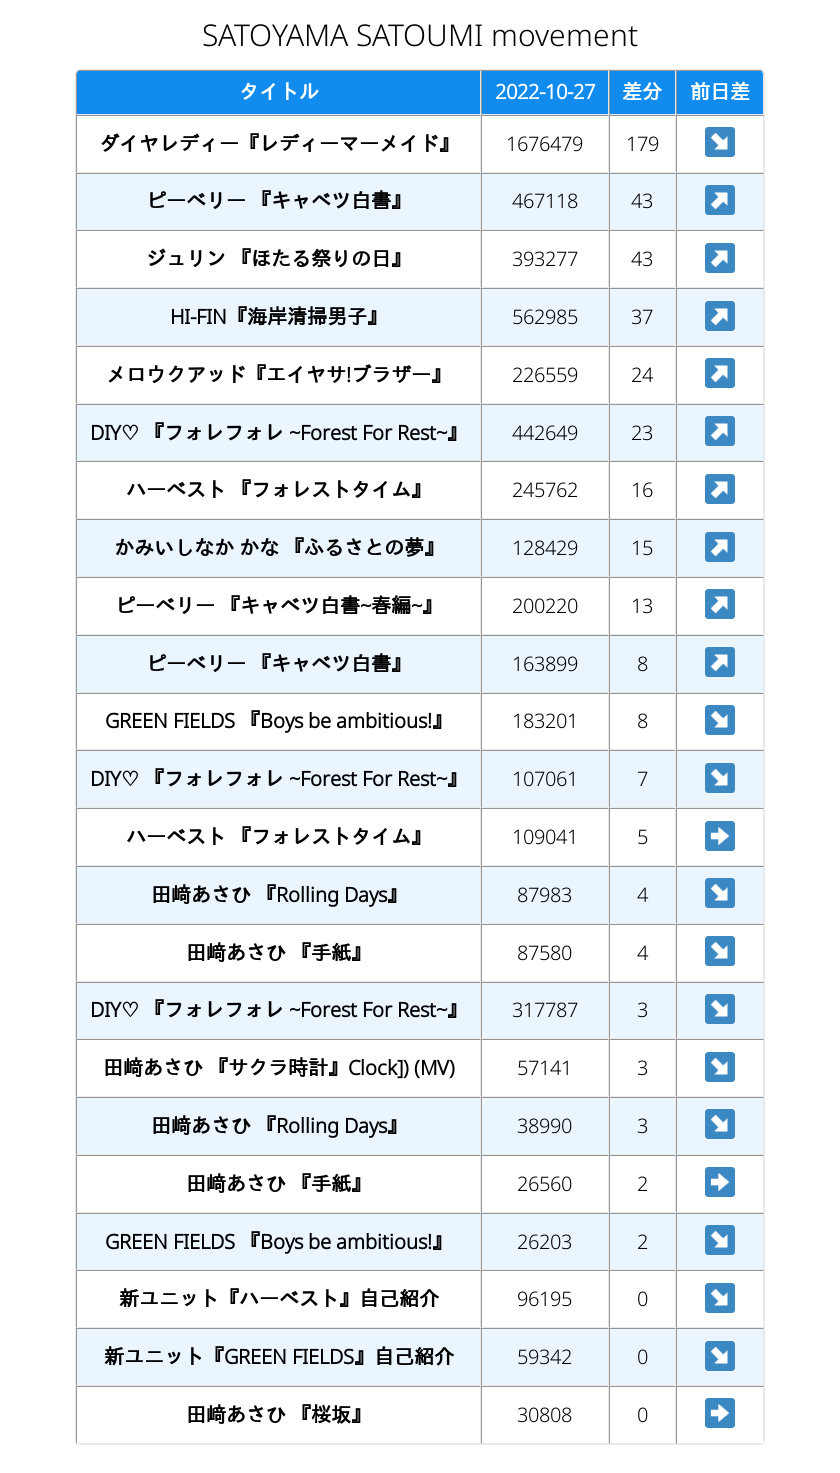 SATOYAMA SATOUMI movement
タイトル 2022-10-27 差分 前日差
ダイヤレディー『レディーマーメイド』 1676479 179 ↘
ピーベリー 『キャベツ白書』 467118 43 ↗
ジュリン 『ほたる祭りの日』 393277 43 ↗
HI-FIN『海岸清掃男子』 562985 37 ↗
メロウクアッド『エイヤサ!ブラザー』 226559 24 ↗
DIY♡ 『フォレフォレ ~Forest For Rest~』 442649 23 ↗
ハーベスト 『フォレストタイム』 245762 16 ↗
かみいしなか かな 『ふるさとの夢』 128429 15 ↗
ピーベリー 『キャベツ白書~春編~』 200220 13 ↗
ピーベリー 『キャベツ白書』 163899 8 ↗
GREEN FIELDS 『Boys be ambitious!』 183201 8 ↘
DIY♡ 『フォレフォレ ~Forest For Rest~』 107061 7 ↘
ハーベスト 『フォレストタイム』 109041 5 ➡
田﨑あさひ 『Rolling Days』 87983 4 ↘
田﨑あさひ 『手紙』 87580 4 ↘
DIY♡ 『フォレフォレ ~Forest For Rest~』 317787 3 ↘
田﨑あさひ 『サクラ時計』Clock]) (MV) 57141 3 ↘
田﨑あさひ 『Rolling Days』 38990 3 ↘
田﨑あさひ 『手紙』 26560 2 ➡
GREEN FIELDS 『Boys be ambitious!』 26203 2 ↘
新ユニット『ハーベスト』自己紹介 96195 0 ↘
新ユニット『GREEN FIELDS』自己紹介 59342 0 ↘
田﨑あさひ 『桜坂』 30808 0 ➡